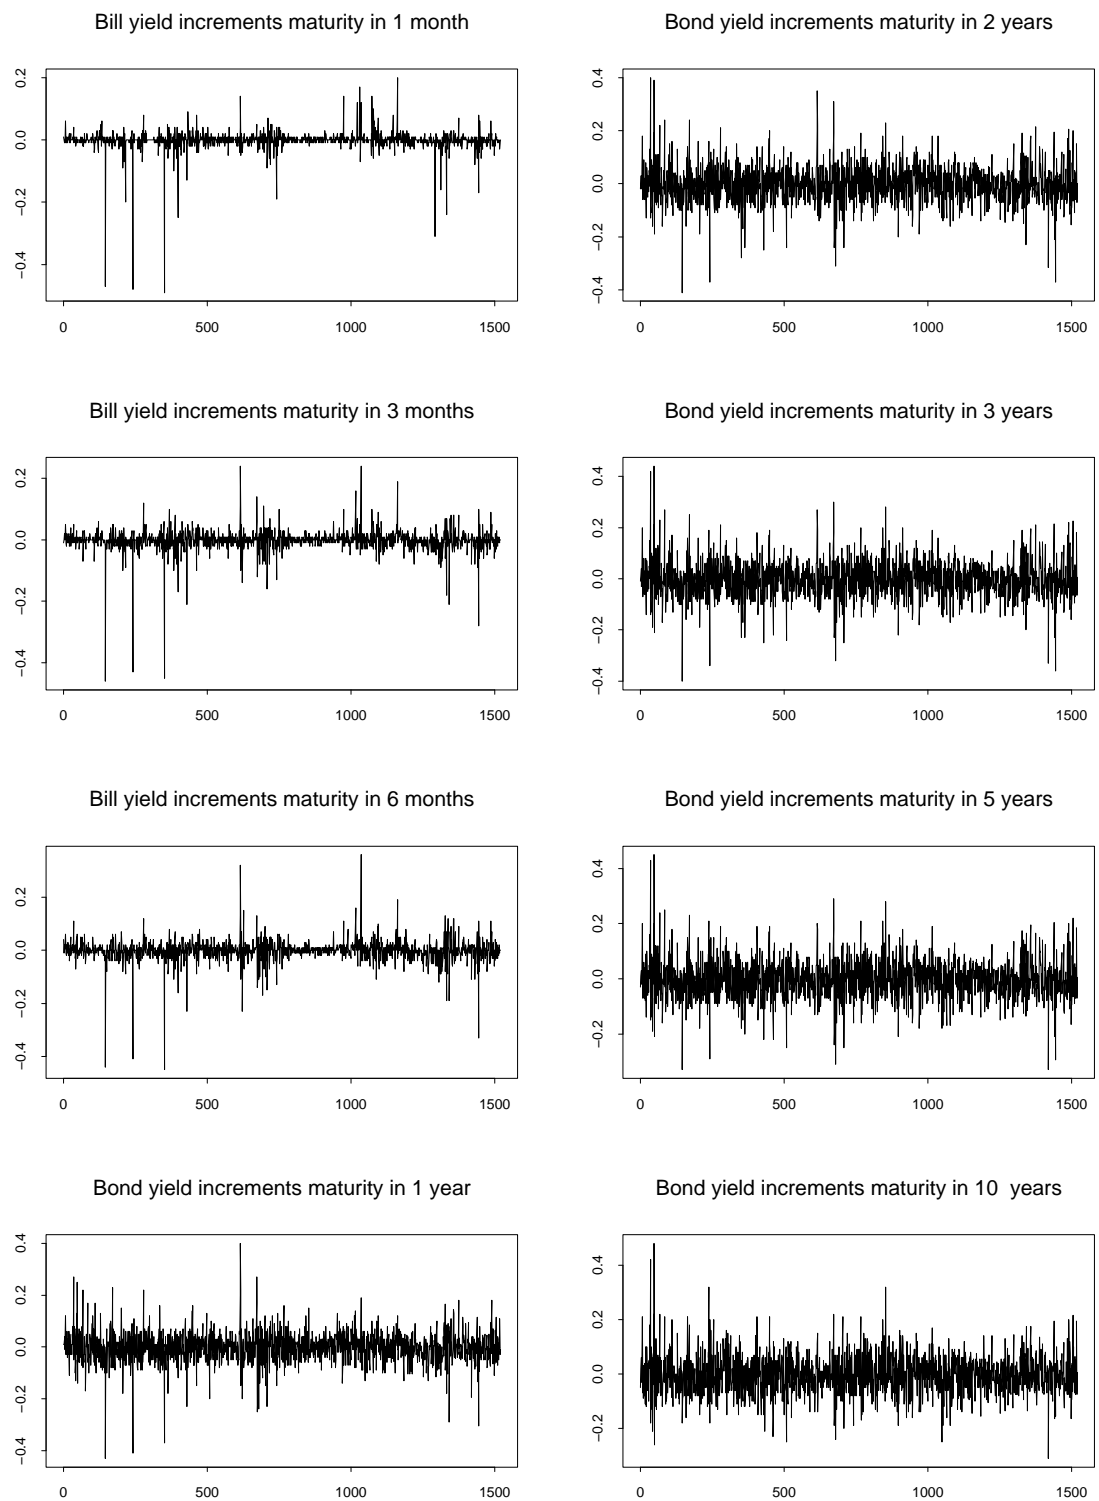 Bill yield increments maturity in 1 month
0.2
0.0
−0.2
−0.4
0 500 1000 1500
Bond yield increments maturity in 2 years
0.4
0.2
0.0
−0.2
−0.4
0 500 1000 1500
Bill yield increments maturity in 3 months
0.2
0.0
−0.2
−0.4
0 500 1000 1500
Bond yield increments maturity in 3 years
0.4
0.2
0.0
−0.2
−0.4
0 500 1000 1500
Bill yield increments maturity in 6 months
0.2
0.0
−0.2
−0.4
0 500 1000 1500
Bond yield increments maturity in 5 years
0.4
0.2
0.0
−0.2
0 500 1000 1500
Bond yield increments maturity in 1 year
0.4
0.2
0.0
−0.2
−0.4
0 500 1000 1500
Bond yield increments maturity in 10 years
0.4
0.2
0.0
−0.2
0 500 1000 1500